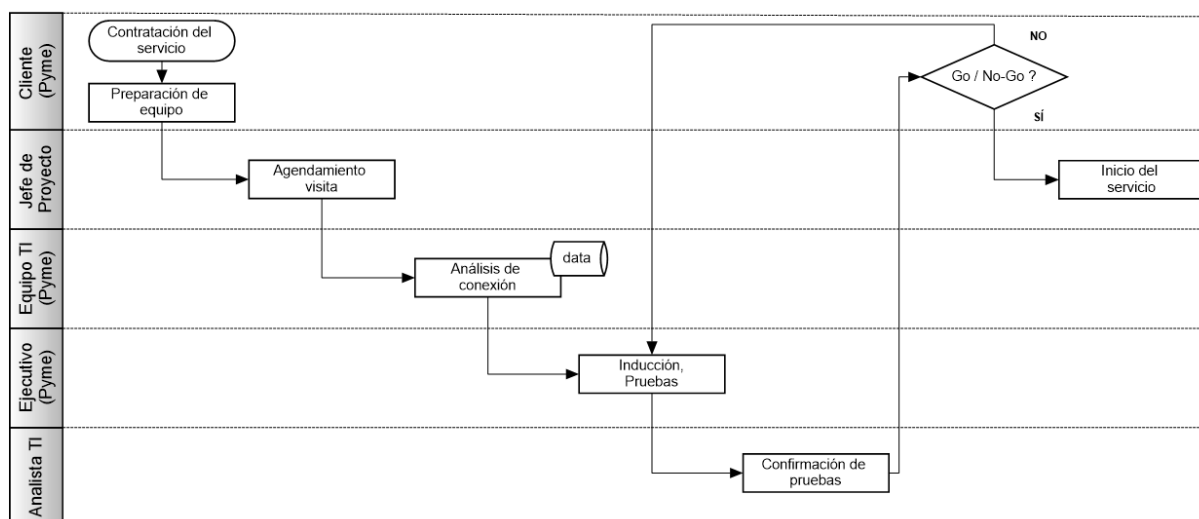 Cliente
(Pyme)
Contratación del
servicio
Preparación de
equipo
NO
Go / No-Go ?
SÍ
Jefe de
Proyecto
Agendamiento
visita
Inicio del
servicio
Equipo TI
(Pyme)
Análisis de
conexión
data
Ejecutivo
(Pyme)
Inducción,
Pruebas
Analista TI
Confirmación de
pruebas